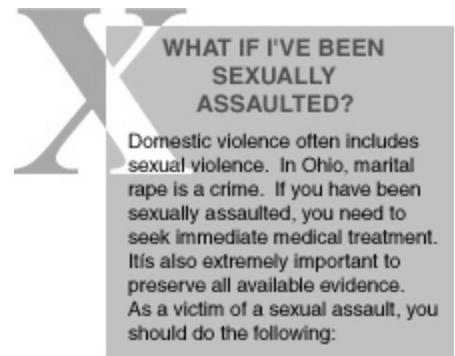 X
WHAT IF I'VE BEEN
SEXUALLY
ASSAULTED?
Domestic violence often includes
sexual violence.  In Ohio, marital
rape is a crime.  If you have been
sexually assaulted, you need to
seek immediate medical treatment.
Itís also extremely important to
preserve all available evidence.
As a victim of a sexual assault, you
should do the following: